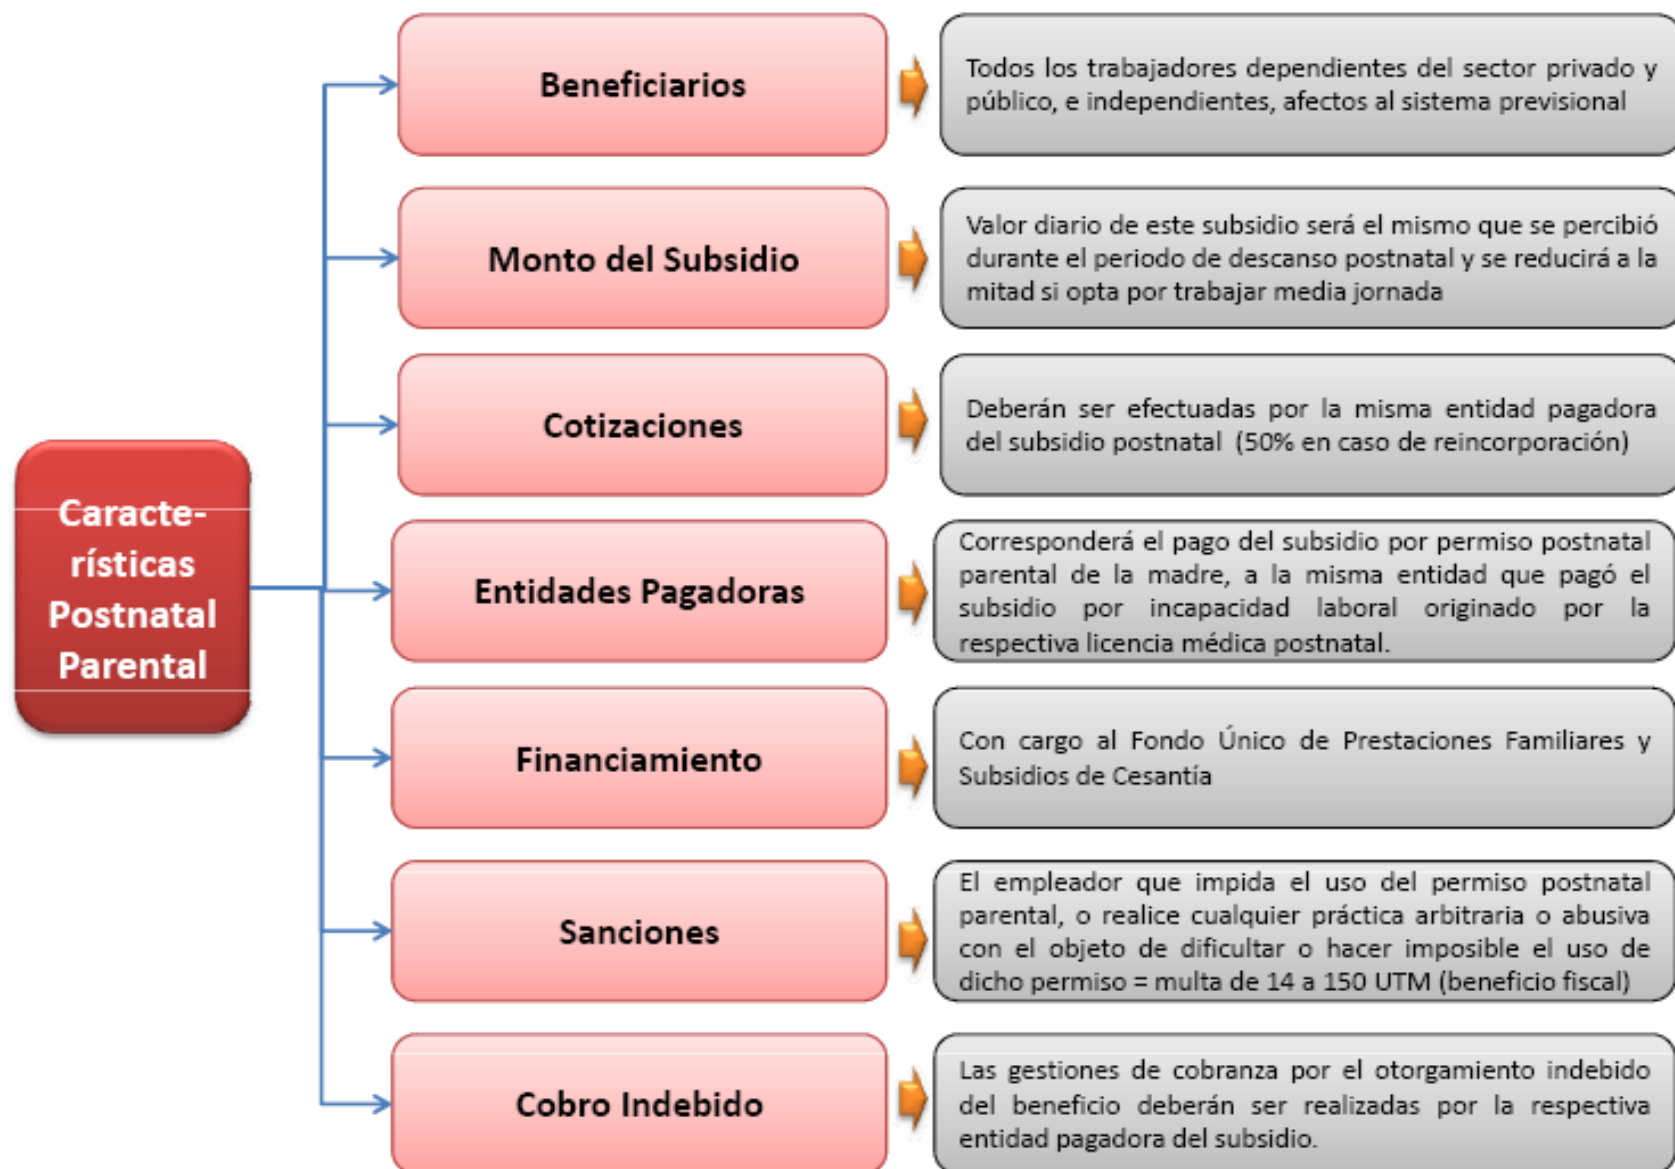 Caracte-
rísticas
Postnatal
Parental
Beneficiarios
Todos los trabajadores dependientes del sector privado y
público, e independientes, afectos al sistema previsional
Monto del Subsidio
Valor diario de este subsidio será el mismo que se percibió
durante el periodo de descanso postnatal y se reducirá a la
mitad si opta por trabajar media jornada
Cotizaciones
Deberán ser efectuadas por la misma entidad pagadora
del subsidio postnatal (50% en caso de reincorporación)
Entidades Pagadoras
Corresponderá el pago del subsidio por permiso postnatal
parental de la madre, a la misma entidad que pagó el
subsidio por incapacidad laboral originado por la
respectiva licencia médica postnatal.
Financiamiento
Con cargo al Fondo Único de Prestaciones Familiares y
Subsidios de Cesantía
Sanciones
El empleador que impida el uso del permiso postnatal
parental, o realice cualquier práctica arbitraria o abusiva
con el objeto de dificultar o hacer imposible el uso de
dicho permiso = multa de 14 a 150 UTM (beneficio fiscal)
Cobro Indebido
Las gestiones de cobranza por el otorgamiento indebido
del beneficio deberán ser realizadas por la respectiva
entidad pagadora del subsidio.